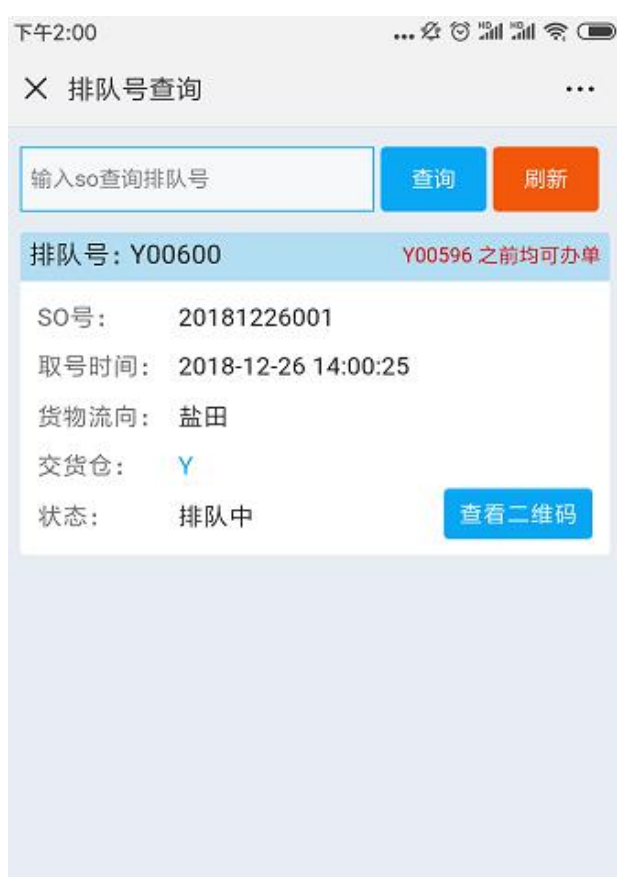 下午2:00
排队号查询
输入so查询排队号 查询 刷新
排队号: Y00600 Y00596 之前均可办单
SO号: 20181226001
取号时间: 2018-12-26 14:00:25
货物流向: 盐田
交货仓: Y
状态: 排队中 查看二维码